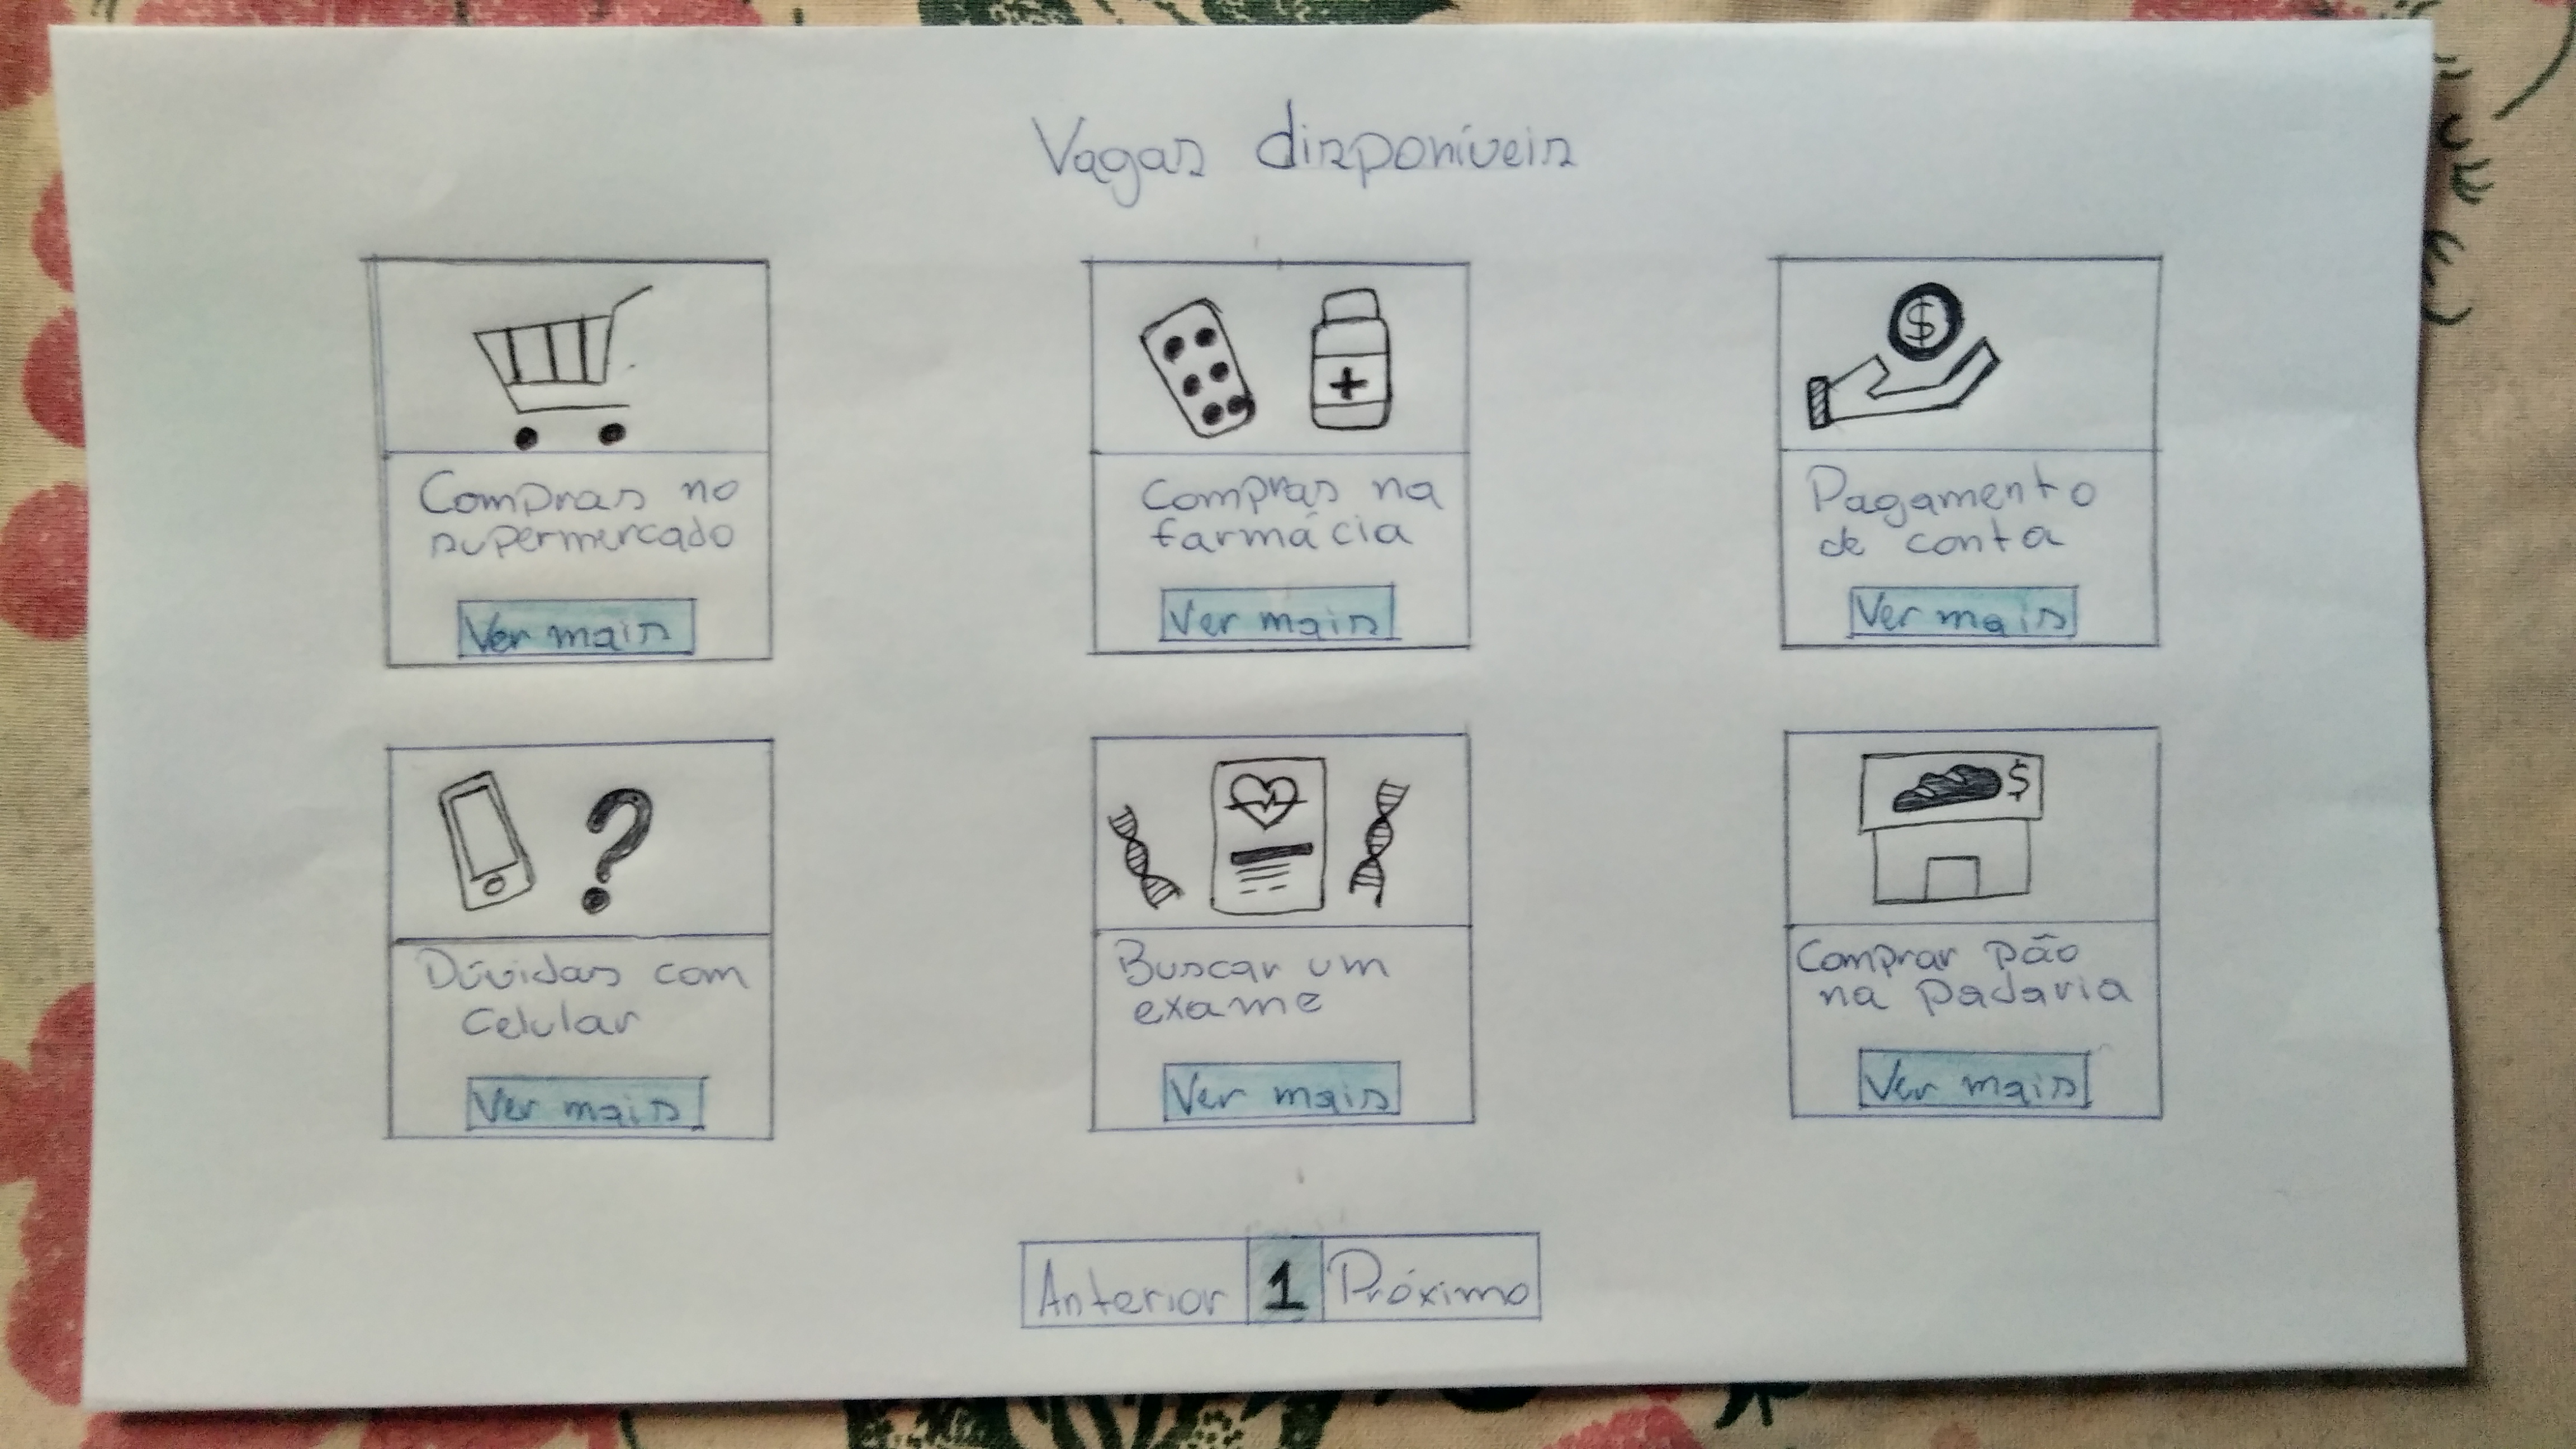 Vagas disponíveis
$
Compras no
supermercado
Ver mais
Compras na
farmácia
Ver mais
Pagamento
de conta
Ver mais
?
$
Dúvidas com
celular
Ver mais
Buscar um
exame
Ver mais
Comprar pão
na padaria
Ver mais
Anterior 1 Próximo